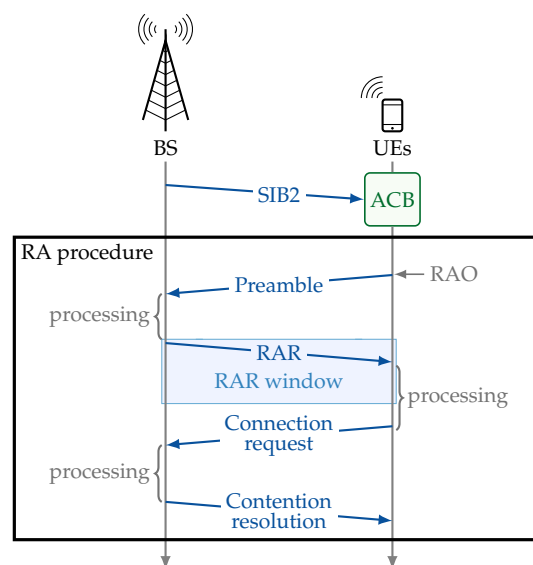 BS
UEs
SIB2
ACB
RA procedure
RAO
Preamble
processing
RAR
RAR window
processing
Connection
request
processing
Contention
resolution